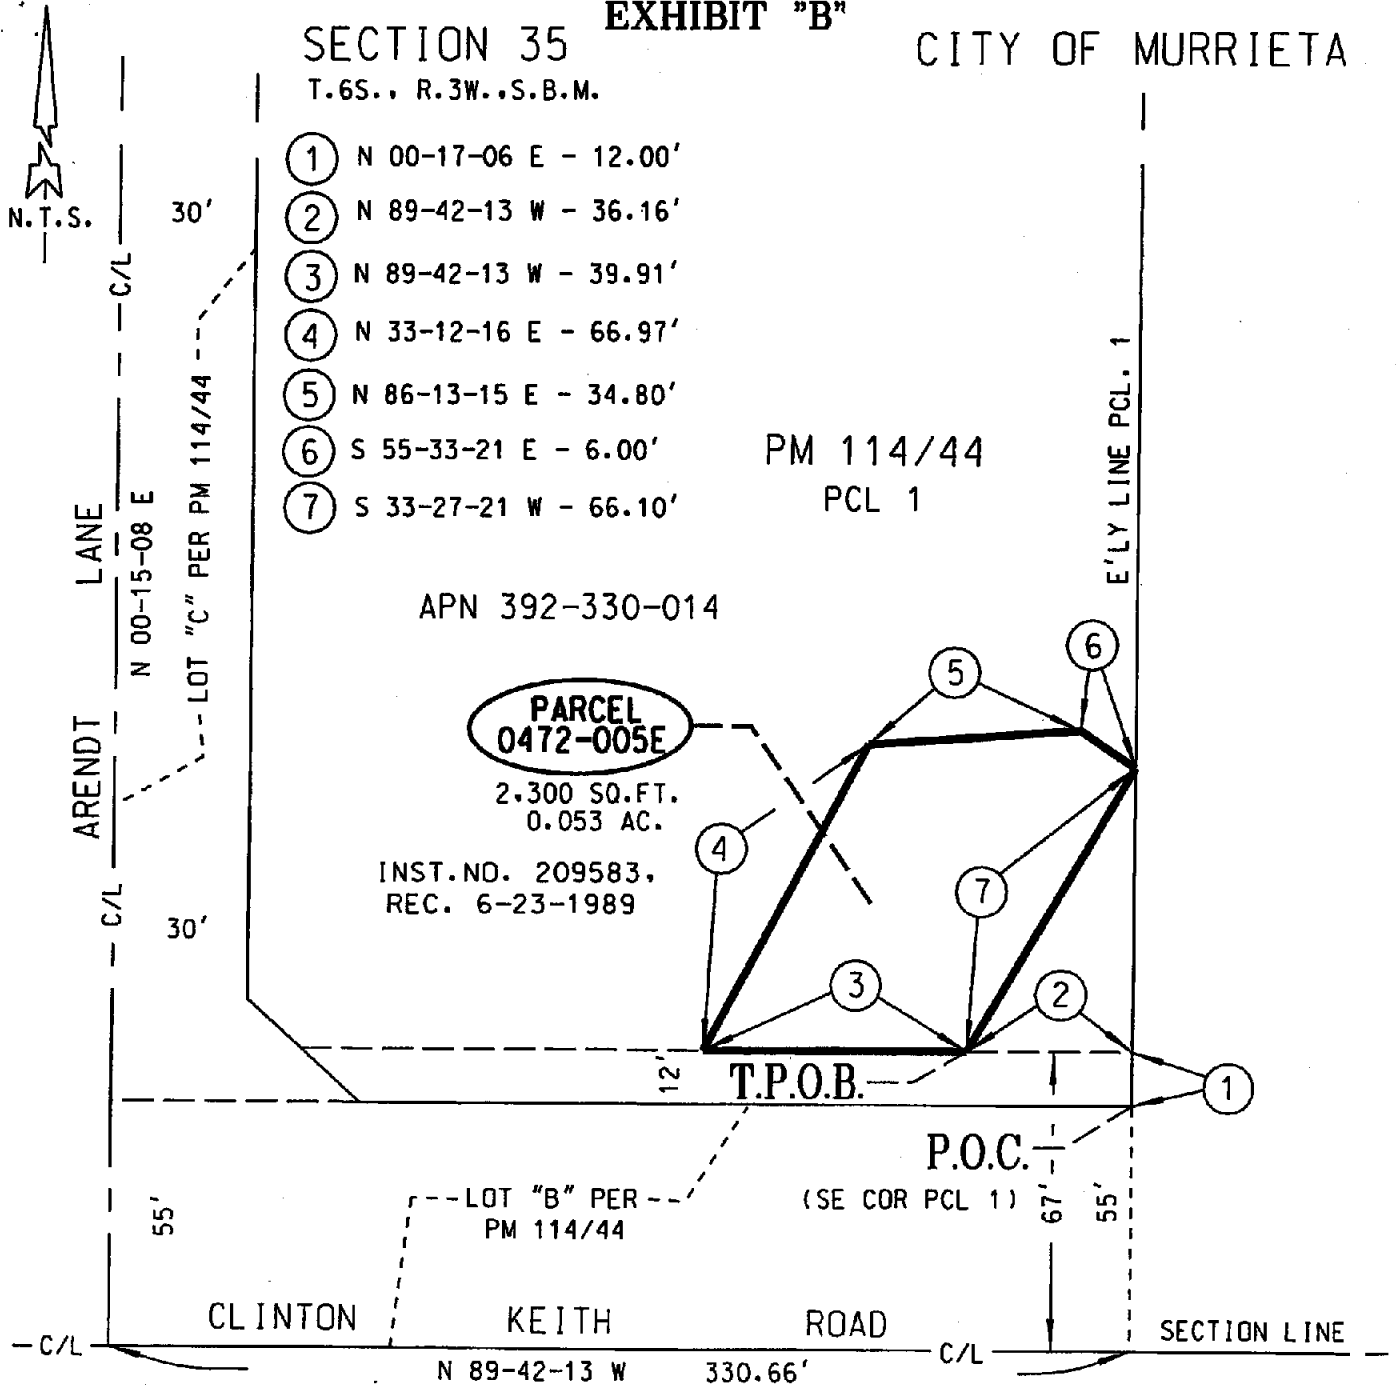 EXHIBIT "B"
SECTION 35
T.6S., R.3W.,S.B.M.
CITY OF MURRIETA
N.T.S.
1 N 00-17-06 E - 12.00'
2 N 89-42-13 W - 36.16'
3 N 89-42-13 W - 39.91'
4 N 33-12-16 E - 66.97'
5 N 86-13-15 E - 34.80'
6 S 55-33-21 E - 6.00'
7 S 33-27-21 W - 66.10'
30'
C/L
LOT "C" PER PM 114/44
ARENDT LANE
N 00-15-08 E
C/L
30'
PM 114/44
PCL 1
E'LY LINE PCL. 1
APN 392-330-014
PARCEL
0472-005E
2.300 SQ.FT.
0.053 AC.
INST.NO. 209583,
REC. 6-23-1989
5
6
4
7
3
2
1
12'
T.P.O.B.
P.O.C.
(SE COR PCL 1)
67'
55'
55'
LOT "B" PER
PM 114/44
CLINTON KEITH ROAD
C/L
C/L
SECTION LINE
N 89-42-13 W 330.66'